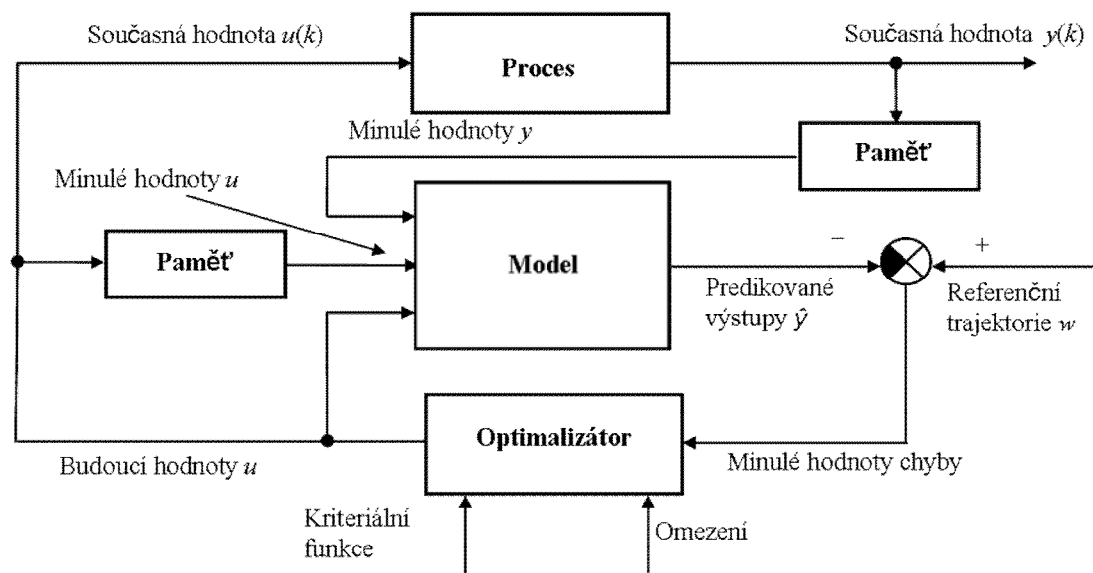 Současná hodnota u(k)
Současná hodnota y(k)
Proces
Minulé hodnoty y
Paměť
Minulé hodnoty u
Paměť
Model
−
+
Predikované
výstupy ŷ
Referenční
trajektorie w
Optimalizátor
Budoucí hodnoty u
Minulé hodnoty chyby
Kriteriální
funkce
Omezení